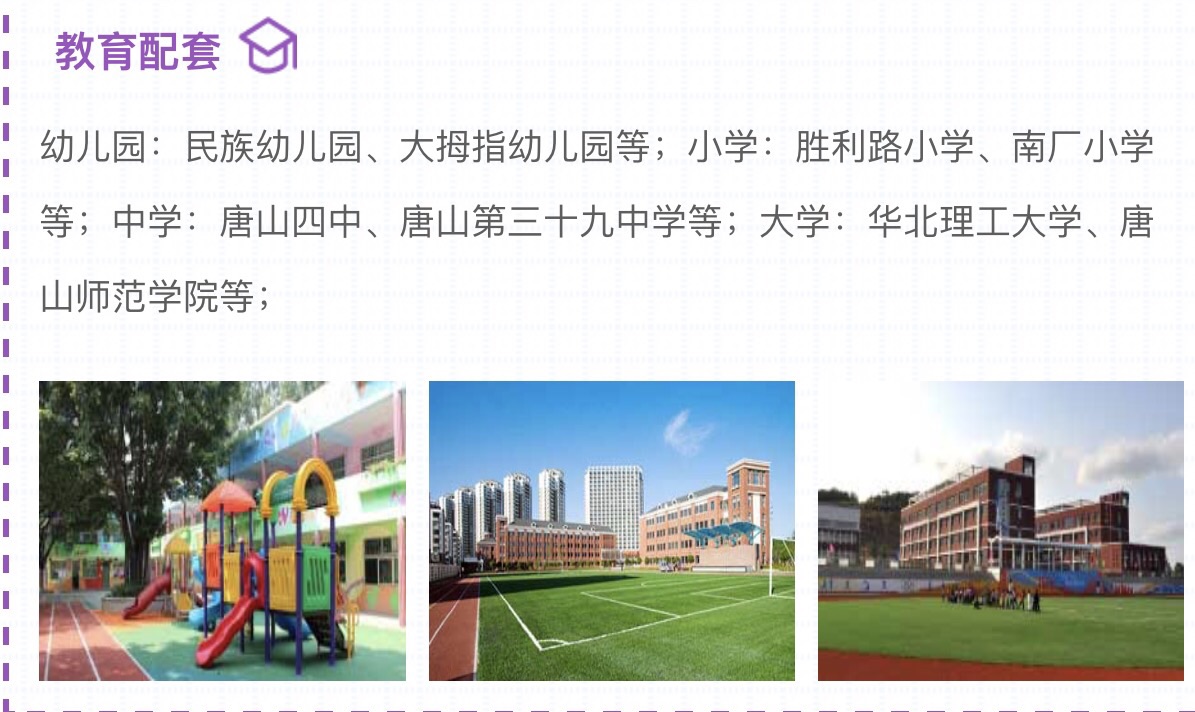 教育配套
幼儿园：民族幼儿园、大拇指幼儿园等；小学：胜利路小学、南厂小学
等；中学：唐山四中、唐山第三十九中学等；大学：华北理工大学、唐
山师范学院等；